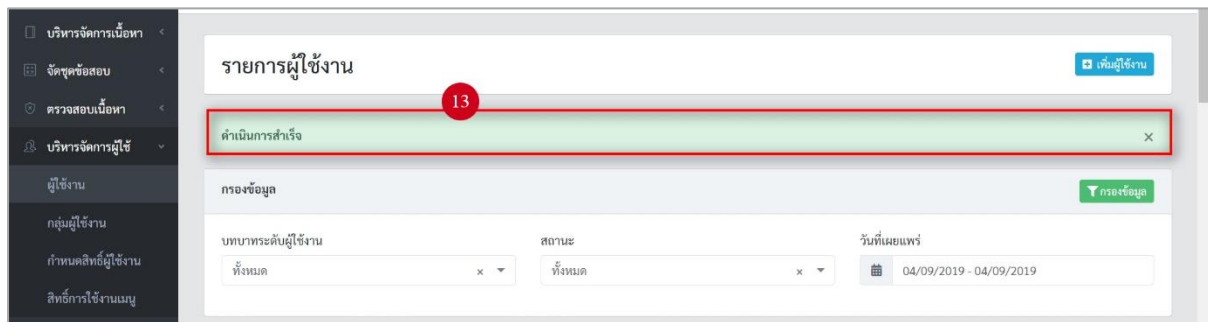 บริหารจัดการเนื้อหา
จัดชุดข้อสอบ
ตรวจสอบเนื้อหา
บริหารจัดการผู้ใช้
ผู้ใช้งาน
กลุ่มผู้ใช้งาน
กำหนดสิทธิ์ผู้ใช้งาน
สิทธิ์การใช้งานเมนู
รายการผู้ใช้งาน
เพิ่มผู้ใช้งาน
13
ดำเนินการสำเร็จ ×
กรองข้อมูล
กรองข้อมูล
บทบาทระดับผู้ใช้งาน
ทั้งหมด ×
สถานะ
ทั้งหมด ×
วันที่เผยแพร่
04/09/2019 - 04/09/2019